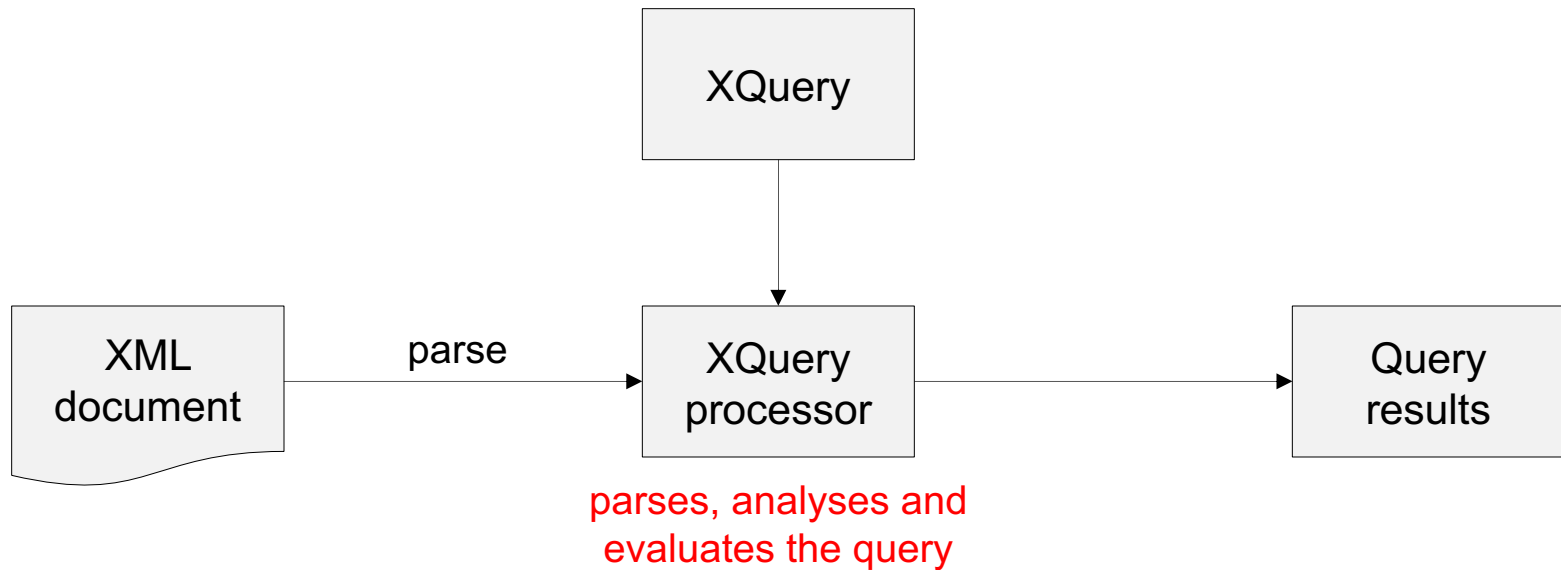 XQuery
XML
document
parse
XQuery
processor
Query
results
parses, analyses and
evaluates the query